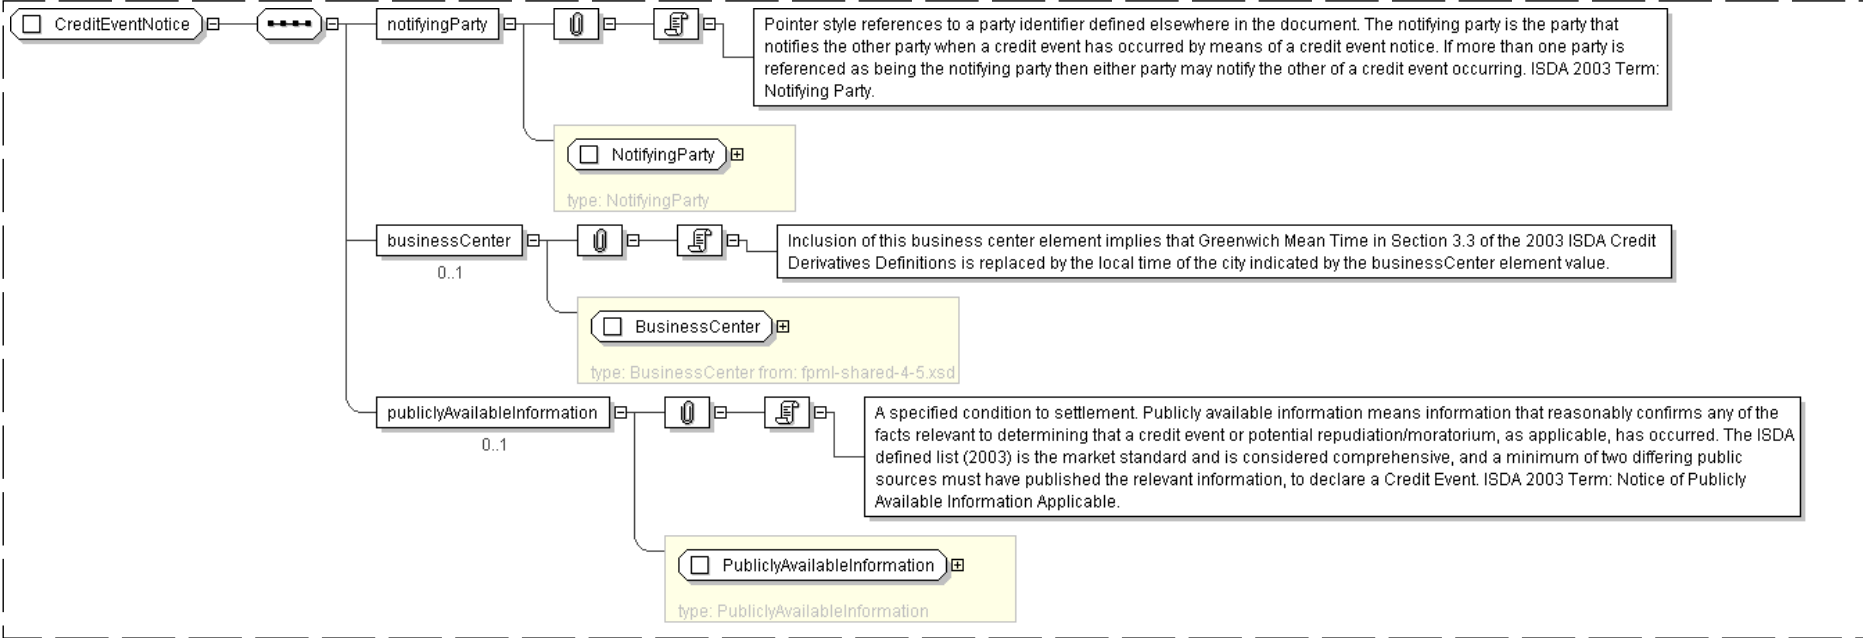 CreditEventNotice
notifyingParty
Pointer style references to a party identifier defined elsewhere in the document. The notifying party is the party that
notifies the other party when a credit event has occurred by means of a credit event notice. If more than one party is
referenced as being the notifying party then either party may notify the other of a credit event occurring. ISDA 2003 Term:
Notifying Party.
NotifyingParty
type: NotifyingParty
businessCenter
0..1
Inclusion of this business center element implies that Greenwich Mean Time in Section 3.3 of the 2003 ISDA Credit
Derivatives Definitions is replaced by the local time of the city indicated by the businessCenter element value.
BusinessCenter
type: BusinessCenter from: fpml-shared-4-5.xsd
publiclyAvailableInformation
0..1
A specified condition to settlement. Publicly available information means information that reasonably confirms any of the
facts relevant to determining that a credit event or potential repudiation/moratorium, as applicable, has occurred. The ISDA
defined list (2003) is the market standard and is considered comprehensive, and a minimum of two differing public
sources must have published the relevant information, to declare a Credit Event. ISDA 2003 Term: Notice of Publicly
Available Information Applicable.
PubliclyAvailableInformation
type: PubliclyAvailableInformation